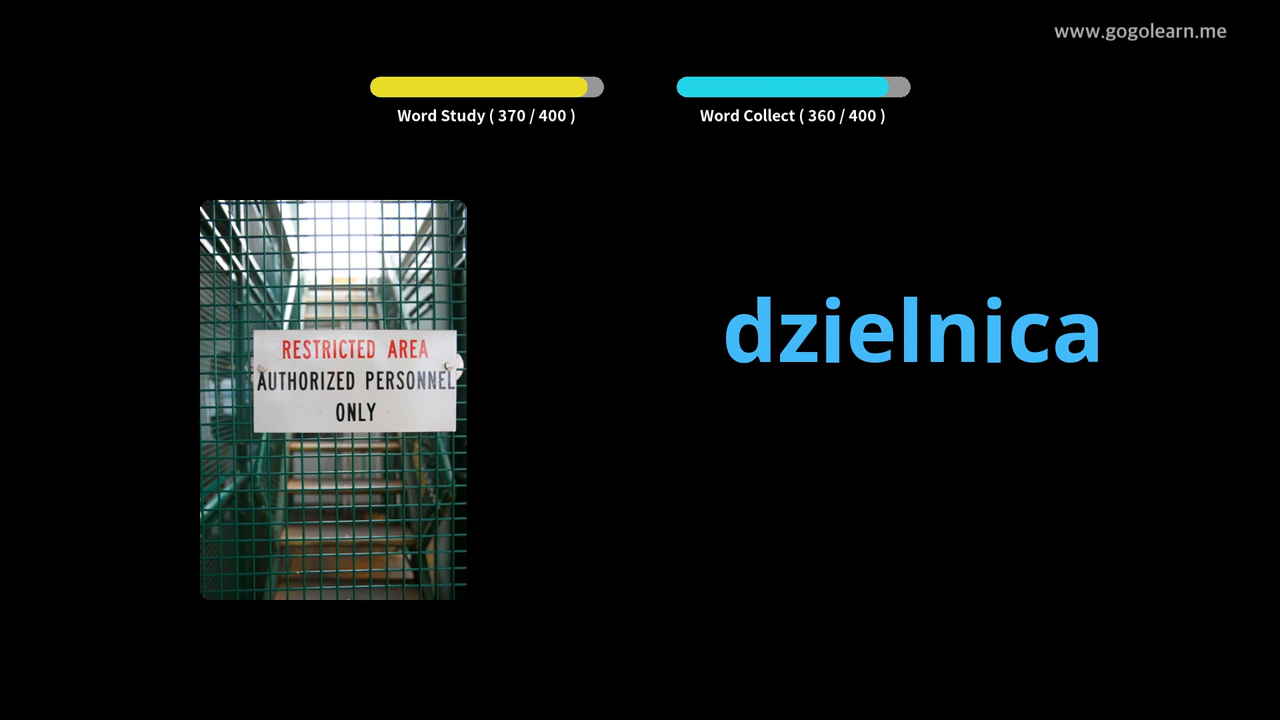 www.gogolearn.me
Word Study ( 370 / 400 )
Word Collect ( 360 / 400 )
RESTRICTED AREA
AUTHORIZED PERSONNEL
ONLY
dzielnica